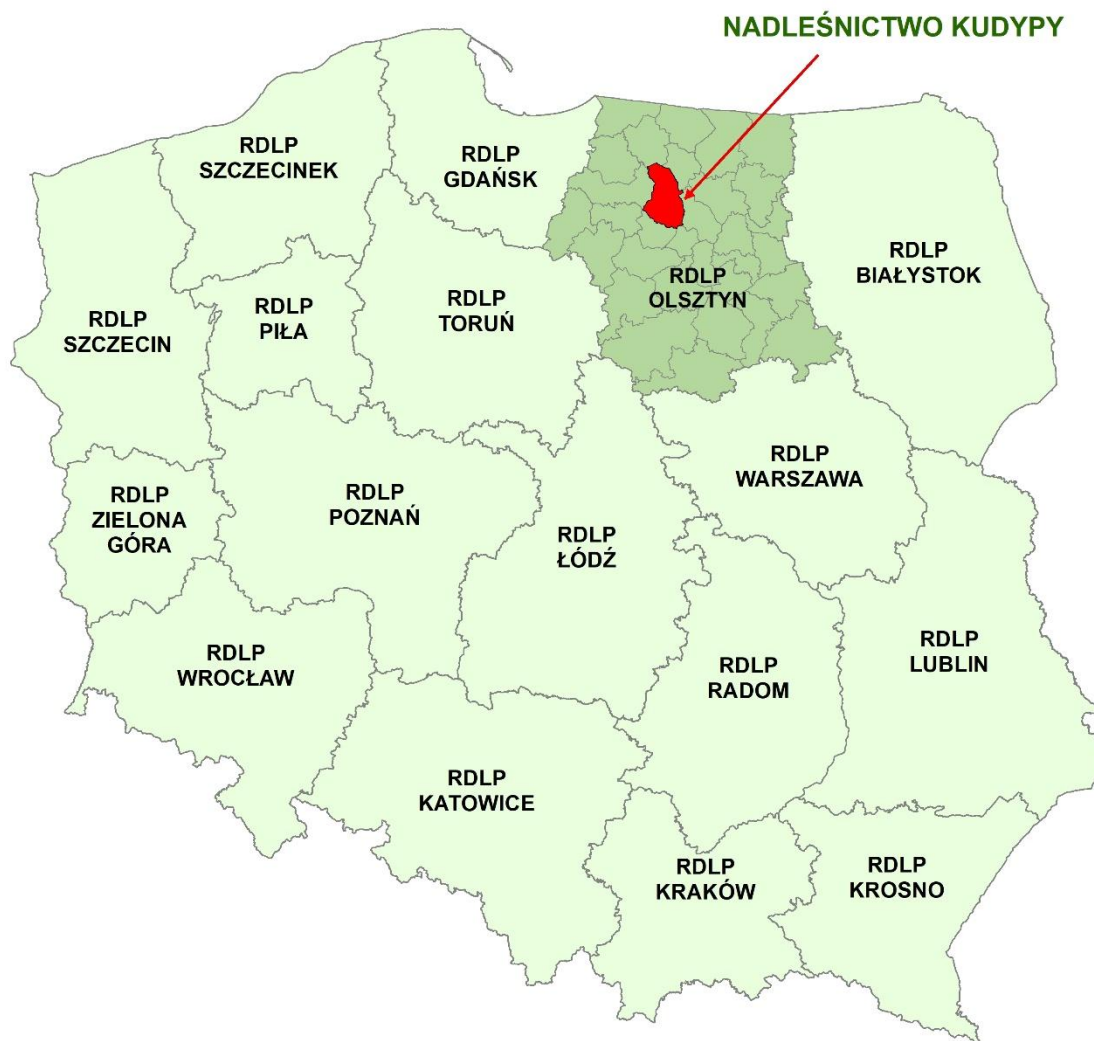 NADLEŚNICTWO KUDYPY
RDLP
SZCZECINEK
RDLP
GDAŃSK
RDLP
BIAŁYSTOK
RDLP
OLSZTYN
RDLP
TORUŃ
RDLP
PIŁA
RDLP
SZCZECIN
RDLP
WARSZAWA
RDLP
ZIELONA
GÓRA
RDLP
POZNAŃ
RDLP
ŁÓDŹ
RDLP
WROCŁAW
RDLP
RADOM
RDLP
LUBLIN
RDLP
KATOWICE
RDLP
KRAKÓW
RDLP
KROSNO